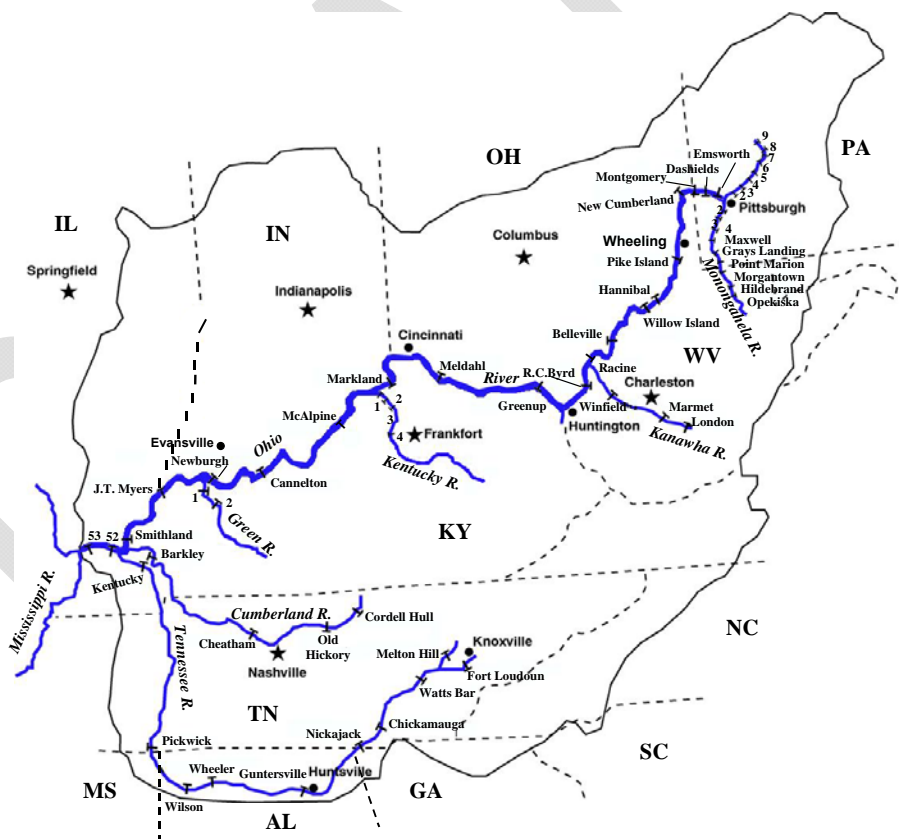 9
8
7
6
5
4
3
2
PA
OH
Emsworth
Dashields
Montgomery
New Cumberland
Pittsburgh
2
3
4
Maxwell
Grays Landing
Point Marion
Morgantown
Hildebrand
Opekiska
Monongahela R.
IL
IN
Columbus
Wheeling
Pike Island
Springfield
Indianapolis
Hannibal
Willow Island
Belleville
WV
Cincinnati
Meldahl
River
R.C.Byrd
Racine
Charleston
Markland
Greenup
Winfield
Marmet
Huntington
London
Kanawha R.
1
2
3
4
McAlpine
Frankfort
Kentucky R.
Evansville
Ohio
Newburgh
Cannelton
J.T. Myers
1
2
Green R.
KY
53
52
Smithland
Barkley
Kentucky
Mississippi R.
Cumberland R.
Cordell Hull
Cheatham
Old
Hickory
Nashville
NC
Tennessee R.
Melton Hill
Knoxville
Fort Loudoun
Watts Bar
TN
Chickamauga
Nickajack
Pickwick
SC
MS
Wheeler
Guntersville
Huntsville
GA
Wilson
AL